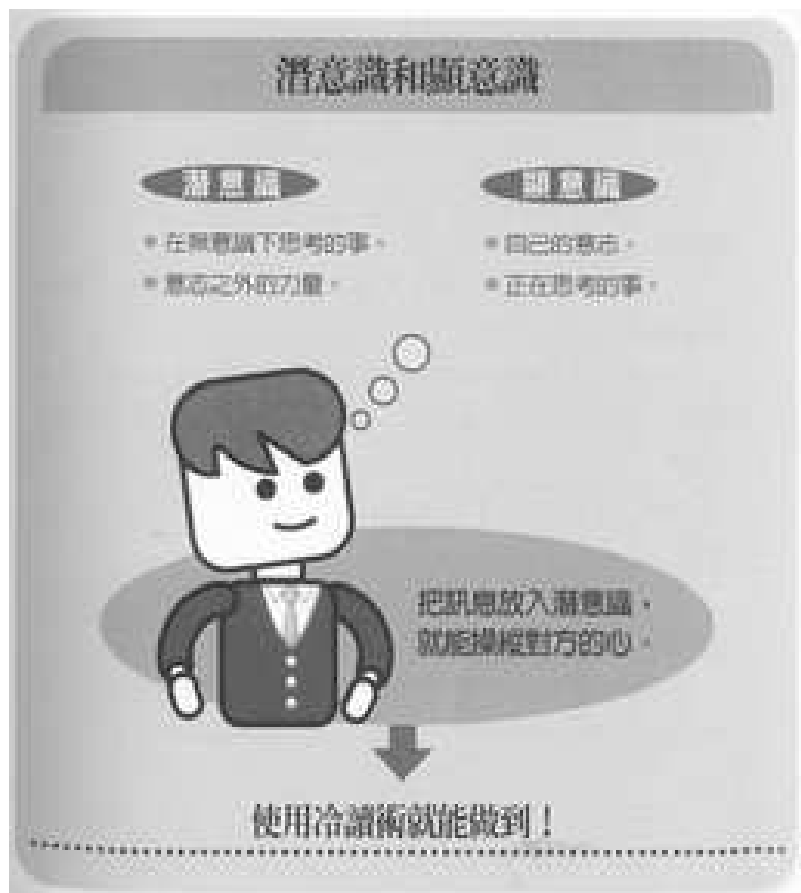 潛意識和顯意識
潛意識
顯意識
• 在無意識下思考的事。
• 意志之外的力量。
• 自己的意志。
• 正在思考的事。
把訊息放入潛意識，
就能操縱對方的心。
使用冷讀術就能做到！